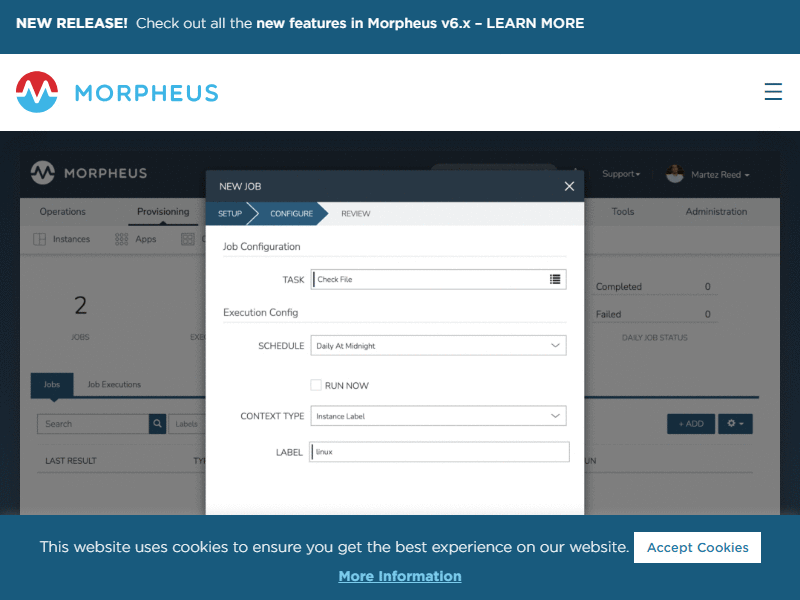 NEW RELEASE! Check out all the new features in Morpheus v6.x – LEARN MORE
MORPHEUS
MORPHEUS
Support
Martez Reed
Operations
Provisioning
Tools
Administration
Instances
Apps
NEW JOB
SETUP
CONFIGURE
REVIEW
Job Configuration
TASK
Check File
Execution Config
SCHEDULE
Daily At Midnight
RUN NOW
CONTEXT TYPE
Instance Label
LABEL
linux
2
JOBS
Completed 0
Failed 0
DAILY JOB STATUS
Jobs
Job Executions
Search
Labels
+ ADD
LAST RESULT
This website uses cookies to ensure you get the best experience on our website.
Accept Cookies
More Information